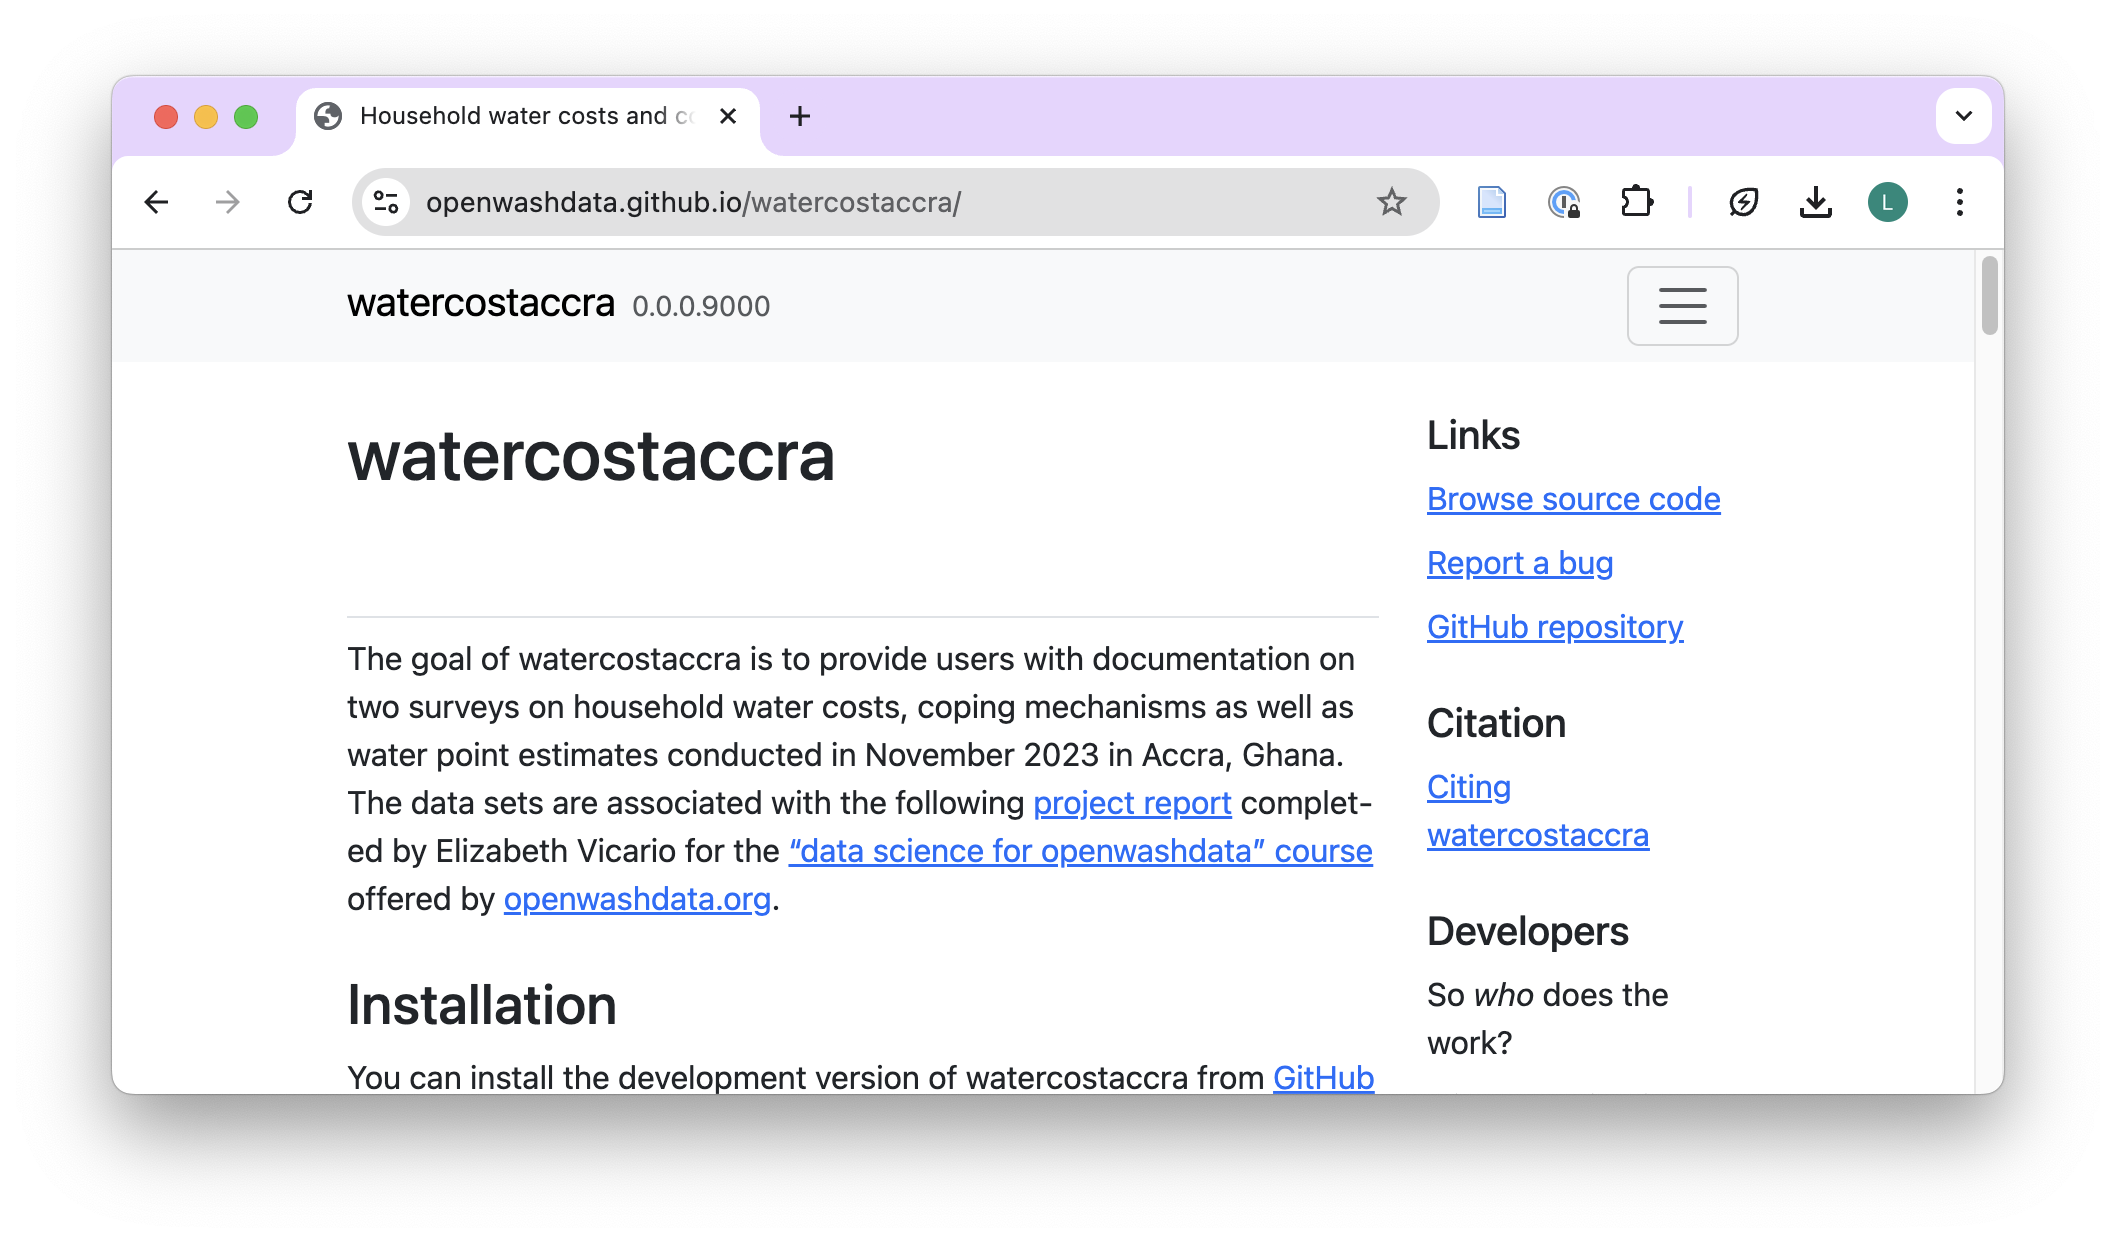 Household water costs and
openwashdata.github.io/watercostaccra/
L
watercostaccra 0.0.0.9000
watercostaccra
The goal of watercostaccra is to provide users with documentation on
two surveys on household water costs, coping mechanisms as well as
water point estimates conducted in November 2023 in Accra, Ghana.
The data sets are associated with the following project report complet-
ed by Elizabeth Vicario for the “data science for openwashdata” course
offered by openwashdata.org.
Installation
You can install the development version of watercostaccra from GitHub
Links
Browse source code
Report a bug
GitHub repository
Citation
Citing
watercostaccra
Developers
So who does the
work?